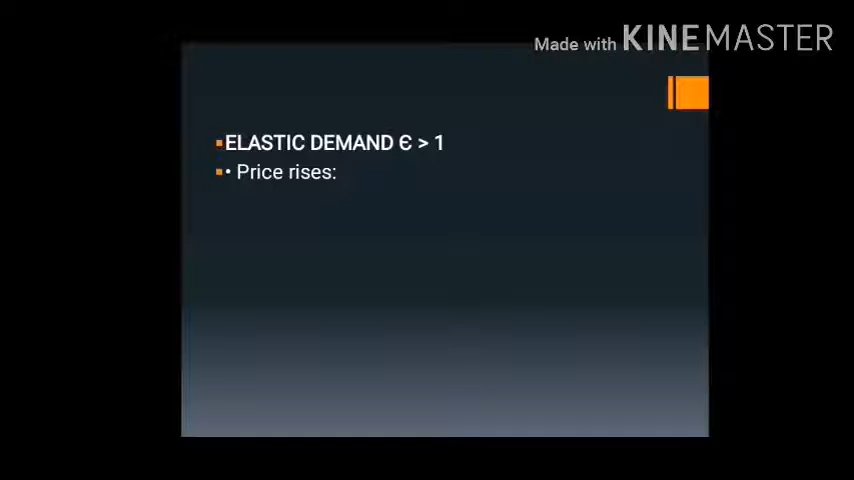 Made with KINEMASTER
ELASTIC DEMAND Є > 1
• Price rises: